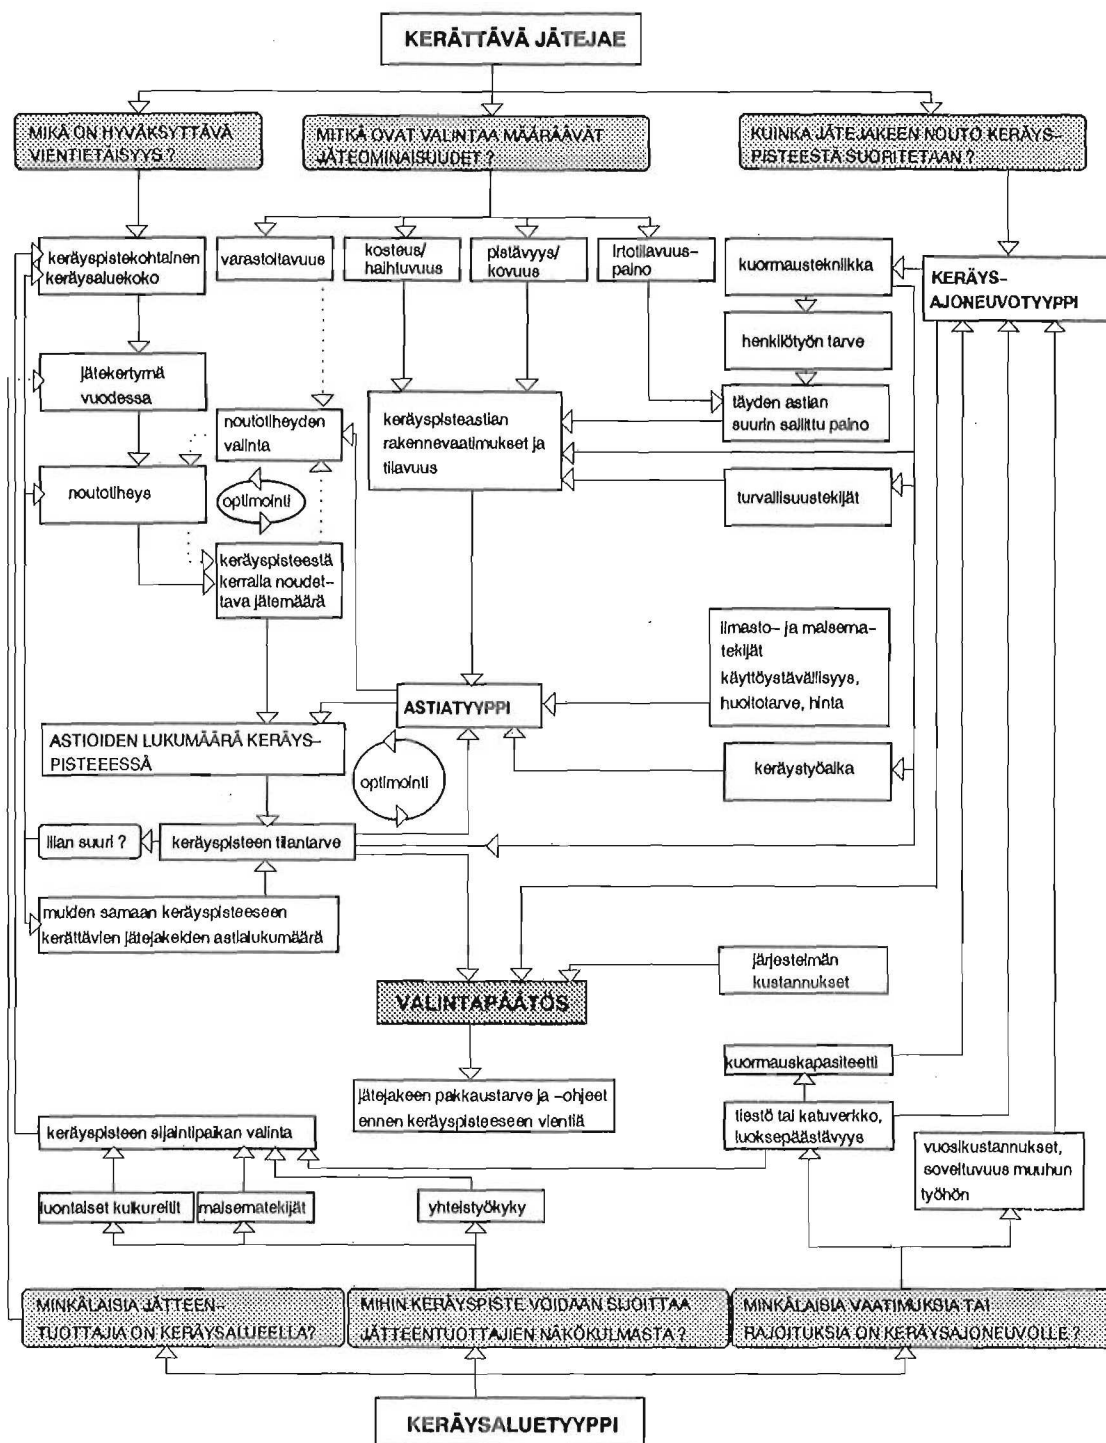 KERÄTTÄVÄ JÄTEJAE
MIKÄ ON HYVÄKSYTTÄVÄ
VIENTIETÄISYYS ?
MITKÄ OVAT VALINTAA MÄÄRÄÄVÄT
JÄTEOMINAISUUDET ?
KUINKA JÄTEJAKEEN NOUTO KERÄYS-
PISTEESTÄ SUORITETAAN ?
keräyspistekohtainen
keräysaluekoko
varastoitavuus
kosteus/
haihtuvuus
pistävyys/
kovuus
irtotilavuus-
paino
kuormaustekniikka
KERÄYS-
AJONEUVOTYYPPI
henkilötyön tarve
jätekertymä
vuodessa
täyden astian
suurin sallittu paino
noutotiheyden
valinta
keräyspisteastian
rakennevaatimukset ja
tilavuus
noutotiheys
optimointi
turvallisuustekijät
keräyspisteestä
kerralla noudet-
tava jätemäärä
ilmasto- ja maisema-
tekijät
käyttöystävällisyys,
huoltotarve, hinta
ASTIATYYPPI
ASTIOIDEN LUKUMÄÄRÄ KERÄYS-
PISTEEESSÄ
optimointi
keräystyöaika
liian suuri ?
keräyspisteen tilantarve
muiden samaan keräyspisteeseen
kerättävien jätejakeiden astialukumäärä
järjestelmän
kustannukset
VALINTAPÄÄTÖS
kuormauskapasiteetti
jätejakeen pakkaustarve ja -ohjeet
ennen keräyspisteeseen vientiä
tiestö tai katuverkko,
luoksepäästävyys
keräyspisteen sijaintipaikan valinta
vuosikustannukset,
soveltuvuus muuhun
työhön
luontaiset kulkureitit
maisematekijät
yhteistyökyky
MINKÄLAISIA JÄTTEEN-
TUOTTAJIA ON KERÄYSALUEELLA?
MIHIN KERÄYSPISTE VOIDAAN SIJOITTAA
JÄTTEENTUOTTAJIEN NÄKÖKULMASTA ?
MINKÄLAISIA VAATIMUKSIA TAI
RAJOITUKSIA ON KERÄYSAJONEUVOLLE ?
KERÄYSALUETYYPPI